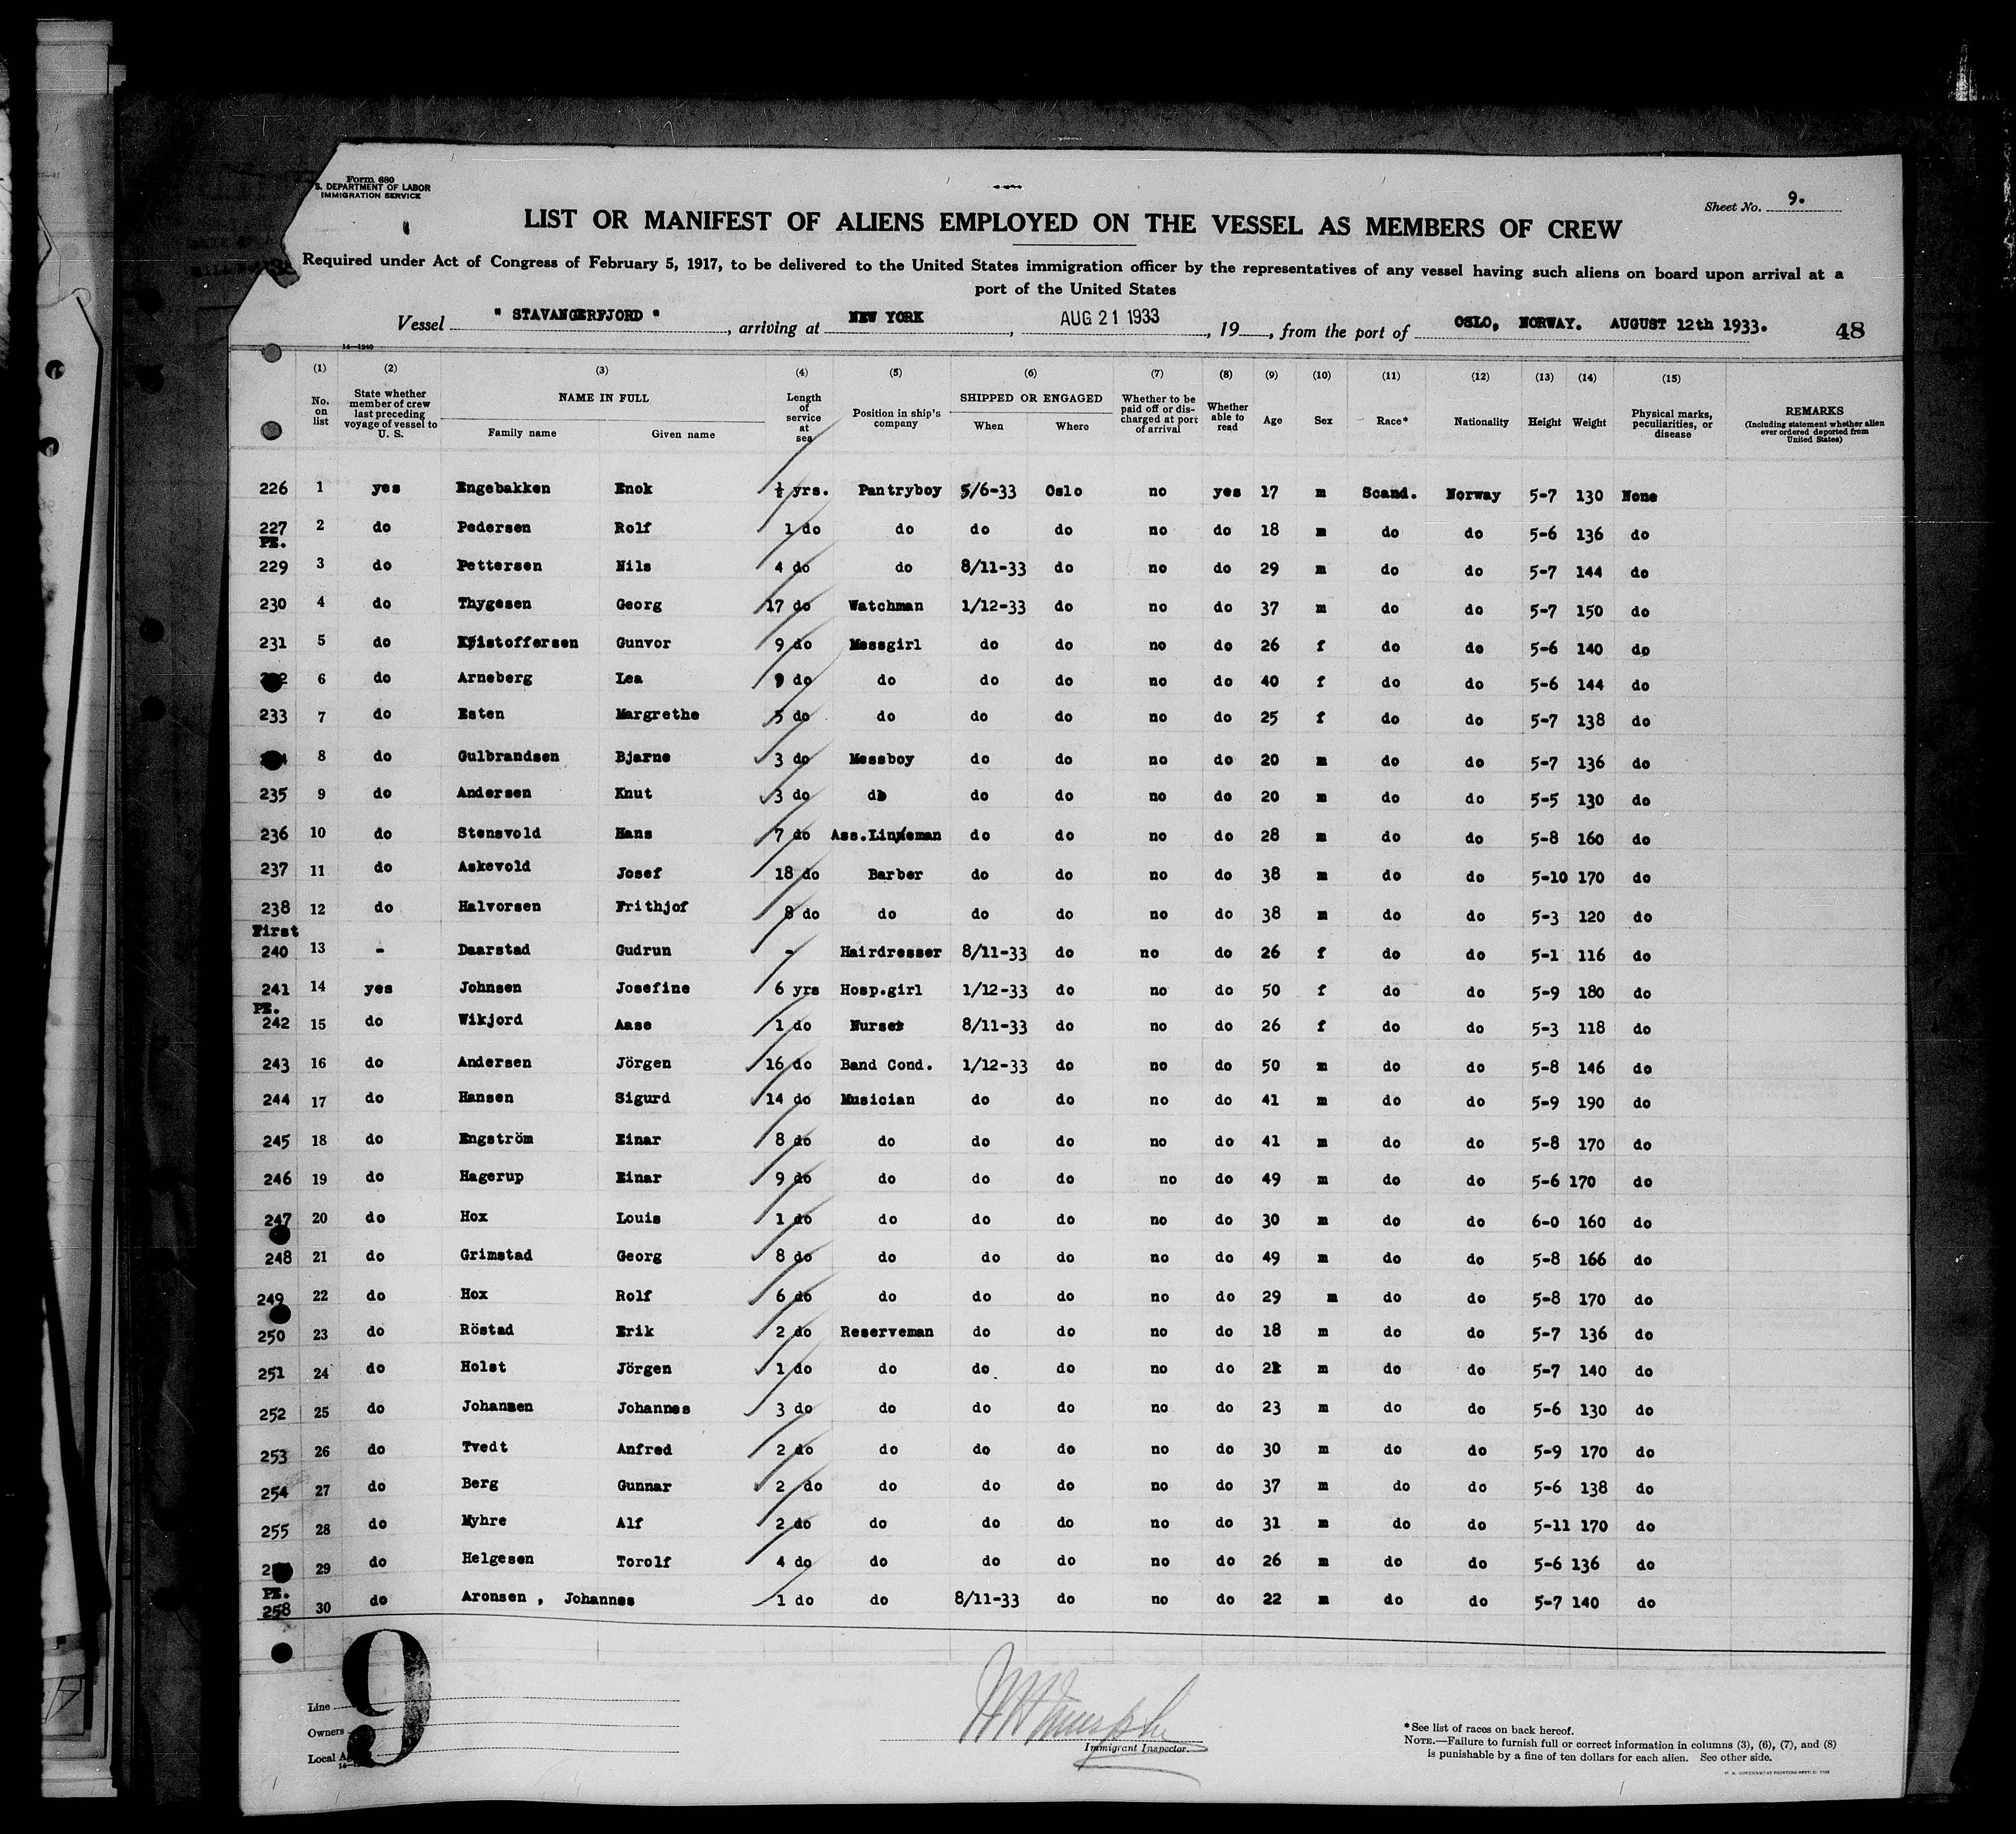 Form 680
S. DEPARTMENT OF LABOR
IMMIGRATION SERVICE
Sheet No. 9.
LIST OR MANIFEST OF ALIENS EMPLOYED ON THE VESSEL AS MEMBERS OF CREW
Required under Act of Congress of February 5, 1917, to be delivered to the United States immigration officer by the representatives of any vessel having such aliens on board upon arrival at a
port of the United States
Vessel " STAVANGERFJORD ", arriving at NEW YORK, AUG 21 1933, 19, from the port of OSLO, NORWAY. AUGUST 12th 1933. 48
14—1240
(1) (2) (3) (4) (5) (6) (7) (8) (9) (10) (11) (12) (13) (14) (15)
No. on list State whether member of crew last preceding voyage of vessel to U. S. NAME IN FULL Family name Given name Length of service at sea Position in ship's company SHIPPED OR ENGAGED When Where Whether to be paid off or discharged at port of arrival Whether able to read Age Sex Race* Nationality Height Weight Physical marks, peculiarities, or disease REMARKS (Including statement whether alien ever ordered deported from United States)
226 1 yes Engebakken Enok yrs. Pantryboy 5/6-33 Oslo no yes 17 m Scand. Norway 5-7 130 None
227 2 do Pedersen Rolf 1 do do do do no do 18 m do do 5-6 136 do
PE.
229 3 do Pettersen Nils 4 do do 8/11-33 do no do 29 m do do 5-7 144 do
230 4 do Thygesen Georg 17 do Watchman 1/12-33 do no do 37 m do do 5-7 150 do
231 5 do Kristoffersen Gunvor 9 do Messgirl do do no do 26 f do do 5-6 140 do
6 do Arneberg Lea 9 do do do do no do 40 f do do 5-6 144 do
233 7 do Esten Margrethe 5 do do do do no do 25 f do do 5-7 138 do
8 do Gulbrandsen Bjarne 3 do Messboy do do no do 20 m do do 5-7 136 do
235 9 do Andersen Knut 3 do do do do no do 20 m do do 5-5 130 do
236 10 do Stensvold Hans 7 do Ass.Linneman do do no do 28 m do do 5-8 160 do
237 11 do Askevold Josef 18 do Barber do do no do 38 m do do 5-10 170 do
238 12 do Halvorsen Frithjof 8 do do do do no do 38 m do do 5-3 120 do
First
240 13 - Daarstad Gudrun - Hairdresser 8/11-33 do no do 26 f do do 5-1 116 do
241 14 yes Johnsen Josefine 6 yrs Hosp.girl 1/12-33 do no do 50 f do do 5-9 180 do
PE.
242 15 do Wikjord Aase 1 do Nurse 8/11-33 do no do 26 f do do 5-3 118 do
243 16 do Andersen Jörgen 16 do Band Cond. 1/12-33 do no do 50 m do do 5-8 146 do
244 17 do Hansen Sigurd 14 do Musician do do no do 41 m do do 5-9 190 do
245 18 do Engström Einar 8 do do do do no do 41 m do do 5-8 170 do
246 19 do Hagerup Einar 9 do do do do no do 49 m do do 5-6 170 do
247 20 do Hox Louis 1 do do do do no do 30 m do do 6-0 160 do
248 21 do Grimstad Georg 8 do do do do no do 49 m do do 5-8 166 do
249 22 do Hox Rolf 6 do do do do no do 29 m do do 5-8 170 do
250 23 do Röstad Erik 2 do Reserveman do do no do 18 m do do 5-7 136 do
251 24 do Holst Jörgen 1 do do do do no do m do do 5-7 140 do
252 25 do Johansen Johannes 3 do do do do no do 23 m do do 5-6 130 do
253 26 do Tvedt Anfred 2 do do do do no do 30 m do do 5-9 170 do
254 27 do Berg Gunnar 2 do do do do no do 37 m do do 5-6 138 do
255 28 do Myhre Alf 2 do do do do no do 31 m do do 5-11 170 do
29 do Helgesen Torolf 4 do do do do no do 26 m do do 5-6 136 do
PE.
258 30 do Aronsen , Johannes 1 do do 8/11-33 do no do 22 m do do 5-7 140 do
9
Line
Owners
Local
Immigrant Inspector.
*See list of races on back hereof.
NOTE.—Failure to furnish full or correct information in columns (3), (6), (7), and (8)
is punishable by a fine of ten dollars for each alien. See other side.